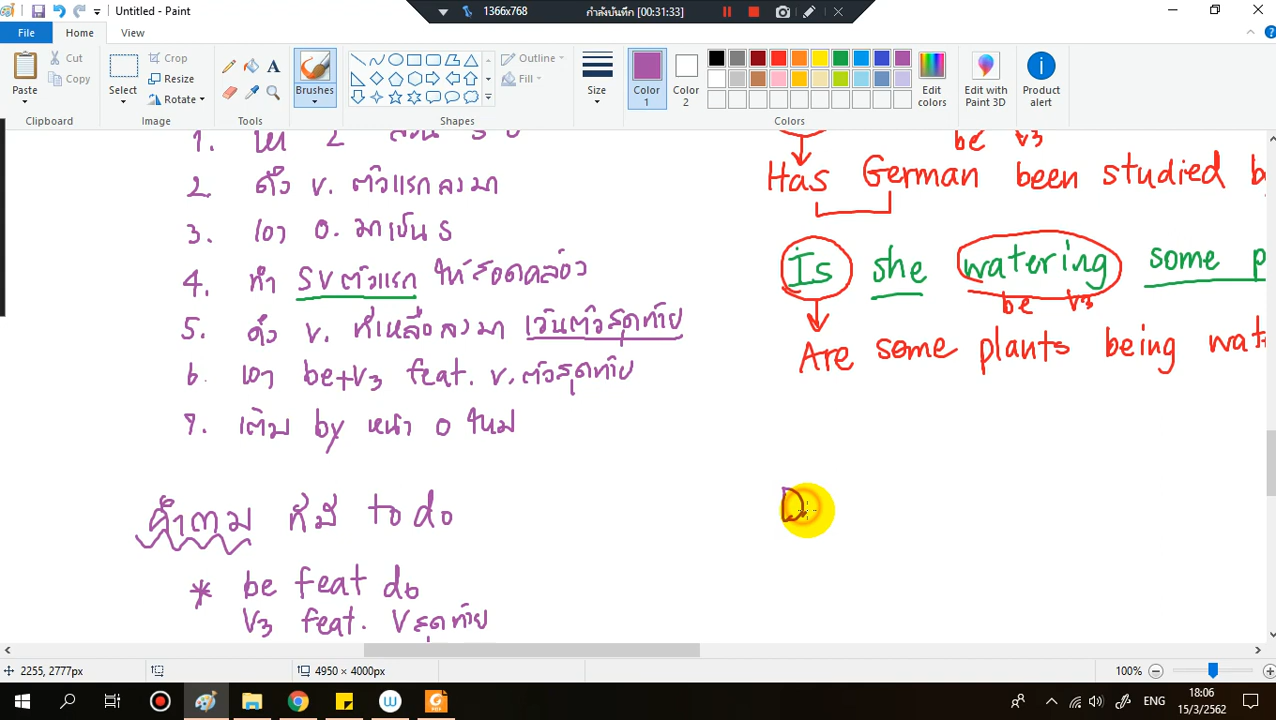 Untitled - Paint
1366x768
กำลังบันทึก [00:31:33]
File
Home
View
Paste
Cut
Copy
Clipboard
Select
Crop
Resize
Rotate
Image
Tools
Brushes
Outline
Fill
Shapes
Size
Color 1
Color 2
Edit colors
Colors
Edit with Paint 3D
Product alert
2. ดึง v. ตัวแรกลงมา
3. เอา o. มาเป็น S
4. ทำ SVตัวแรก ให้สอดคล้อง
5. ดึง v. ที่เหลือลงมา เว้นตัวสุดท้าย
6. เอา be+V3 feat. v.ตัวสุดท้าย
7. เติม by หน้า o ใหม่
คำถาม ที่มี to do
* be feat do
V3 feat. Vสุดท้าย
be V3
Has German been studied
Is she watering some
be V3
Are some plants being
D
2255, 2777px
4950 × 4000px
100%
ENG
18:06
15/3/2562